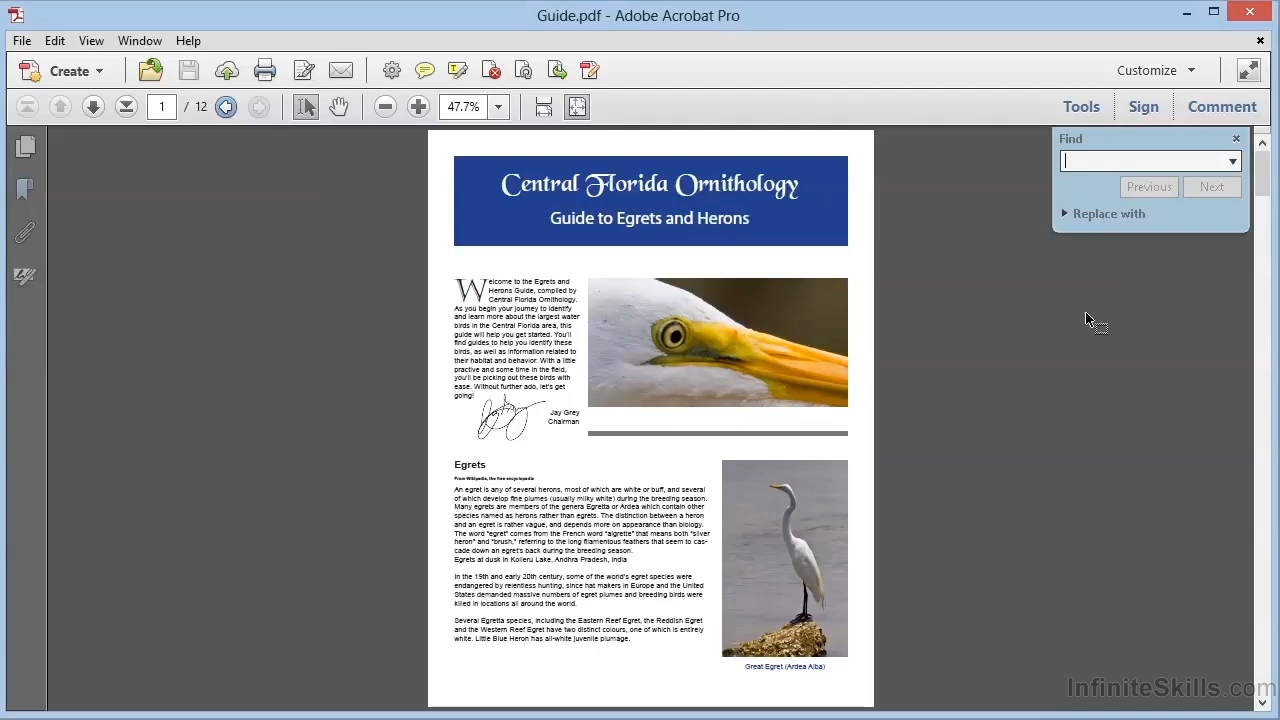 Guide.pdf - Adobe Acrobat Pro
File Edit View Window Help
Create Customize
1 / 12 47.7% Tools Sign Comment
Find
Previous Next
Replace with
Central Florida Ornithology
Guide to Egrets and Herons
Welcome to the Egrets and
Herons Guide, compiled by
Central Florida Ornithology.
As you begin your journey to identify
and learn more about the largest water
birds in the Central Florida area, this
guide will help you get started. You'll
find guides to help you identify these
birds, as well as information related to
their habitat and behavior. With a little
practive and some time in the field,
you'll be picking out these birds with
ease. Without further ado, let's get
going!
Jay Grey
Chairman
Egrets
From Wikipedia, the free encyclopedia
An egret is any of several herons, most of which are white or buff, and several
of which develop fine plumes (usually milky white) during the breeding season.
Many egrets are members of the genera Egretta or Ardea which contain other
species named as herons rather than egrets. The distinction between a heron
and an egret is rather vague, and depends more on appearance than biology.
The word "egret" comes from the French word "aigrette" that means both "silver
heron" and "brush," referring to the long filamentous feathers that seem to cas-
cade down an egret's back during the breeding season.
Egrets at dusk in Kolleru Lake, Andhra Pradesh, India
In the 19th and early 20th century, some of the world's egret species were
endangered by relentless hunting, since hat makers in Europe and the United
States demanded massive numbers of egret plumes and breeding birds were
killed in locations all around the world.
Several Egretta species, including the Eastern Reef Egret, the Reddish Egret
and the Western Reef Egret have two distinct colours, one of which is entirely
white. Little Blue Heron has all-white juvenile plumage.
Great Egret (Ardea Alba)
InfiniteSkills.com